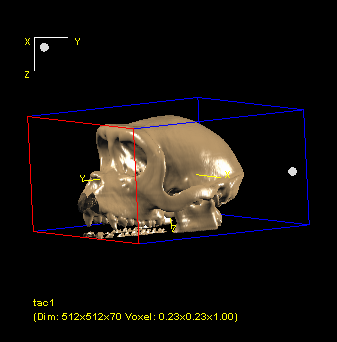 X Y
Z
Y
X
Z
tac1
(Dim: 512x512x70 Voxel: 0.23x0.23x1.00)